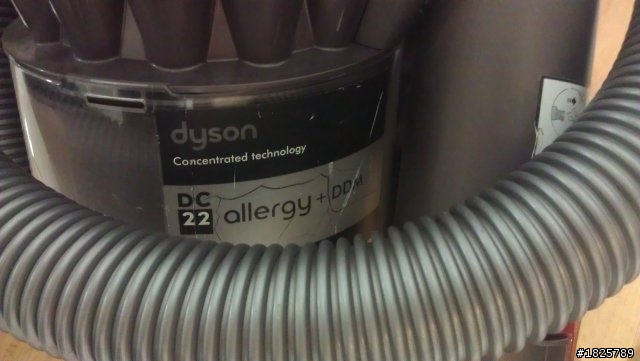 dyson
Concentrated technology
DC
22 allergy + DDM
#1825789